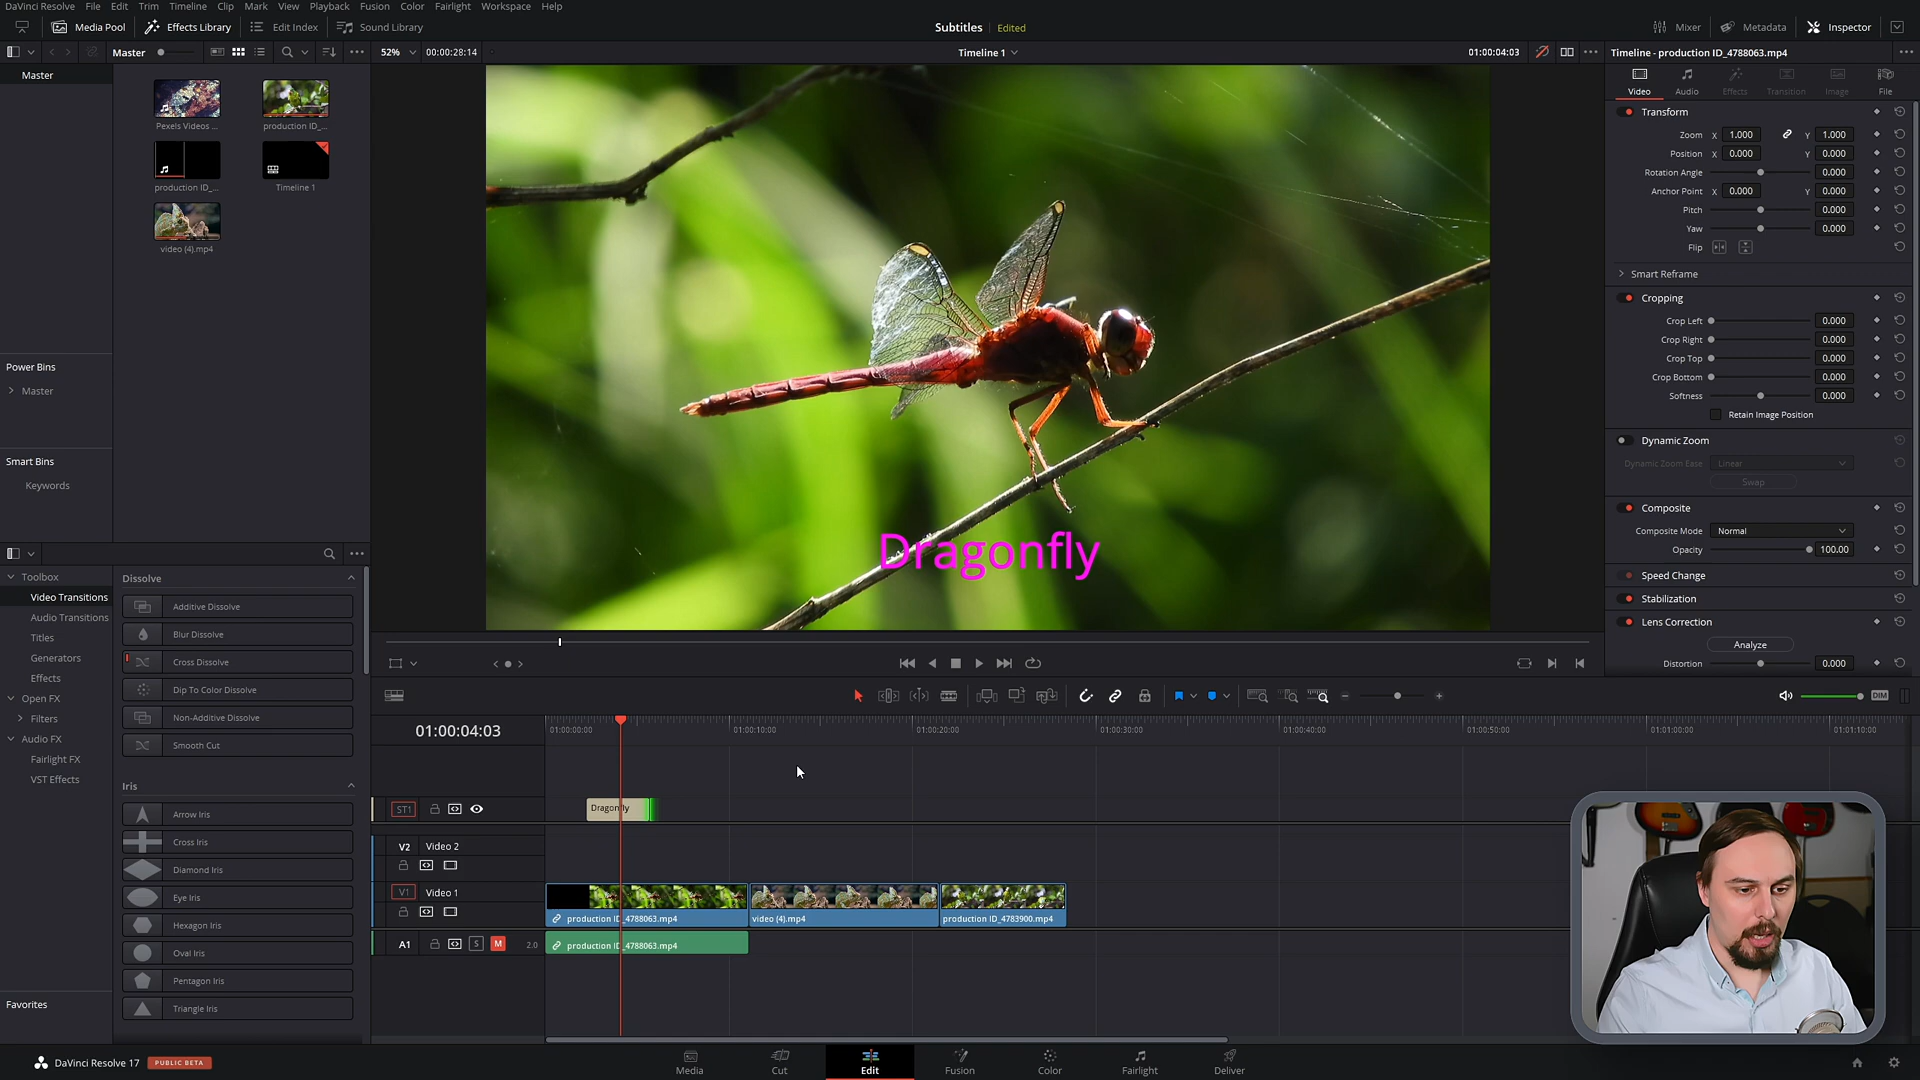 DaVinci Resolve File Edit Trim Timeline Clip Mark View Playback Fusion Color Fairlight Workspace Help
Media Pool Effects Library Edit Index Sound Library Subtitles Edited Mixer Metadata Inspector
Master 52% 00:00:28:14 Timeline 1 01:00:04:03 Timeline - production ID_4788063.mp4
Master
Pexels Videos ...
production ID_...
production ID_...
Timeline 1
video (4).mp4
Power Bins
Master
Smart Bins
Keywords
Video Audio Effects Transition Image File
Transform
Zoom X 1.000 Y 1.000
Position X 0.000 Y 0.000
Rotation Angle 0.000
Anchor Point X 0.000 Y 0.000
Pitch 0.000
Yaw 0.000
Flip
Smart Reframe
Cropping
Crop Left 0.000
Crop Right 0.000
Crop Top 0.000
Crop Bottom 0.000
Softness 0.000
Retain Image Position
Dynamic Zoom
Dynamic Zoom Ease Linear
Swap
Composite
Composite Mode Normal
Opacity 100.00
Speed Change
Stabilization
Lens Correction
Analyze
Distortion 0.000
Dragonfly
Toolbox
Video Transitions
Audio Transitions
Titles
Generators
Effects
Open FX
Filters
Audio FX
Fairlight FX
VST Effects
Favorites
Dissolve
Additive Dissolve
Blur Dissolve
Cross Dissolve
Dip To Color Dissolve
Non-Additive Dissolve
Smooth Cut
Iris
Arrow Iris
Cross Iris
Diamond Iris
Eye Iris
Hexagon Iris
Oval Iris
Pentagon Iris
Triangle Iris
DIM
01:00:04:03 01:00:00:00 01:00:10:00 01:00:20:00 01:00:30:00 01:00:40:00 01:00:50:00 01:01:00:00 01:01:10:00
ST1 Dragonfly
V2 Video 2
V1 Video 1
production ID_4788063.mp4 video (4).mp4 production ID_4783900.mp4
A1 S M 2.0 production ID_4788063.mp4
DaVinci Resolve 17 PUBLIC BETA
Media Cut Edit Fusion Color Fairlight Deliver